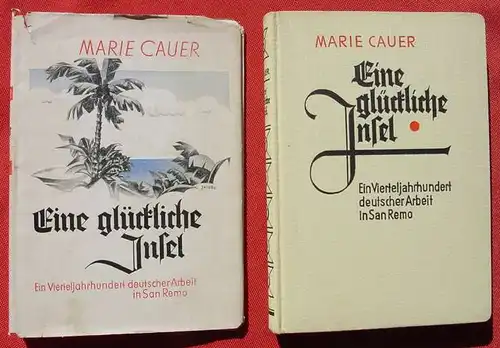 MARIE CAUER
Eine glückliche
Insel
Ein Vierteljahrhundert deutscher Arbeit
in San Remo
MARIE CAUER
Eine
glückliche
Insel
Ein Vierteljahrhundert
deutscher Arbeit
in San Remo